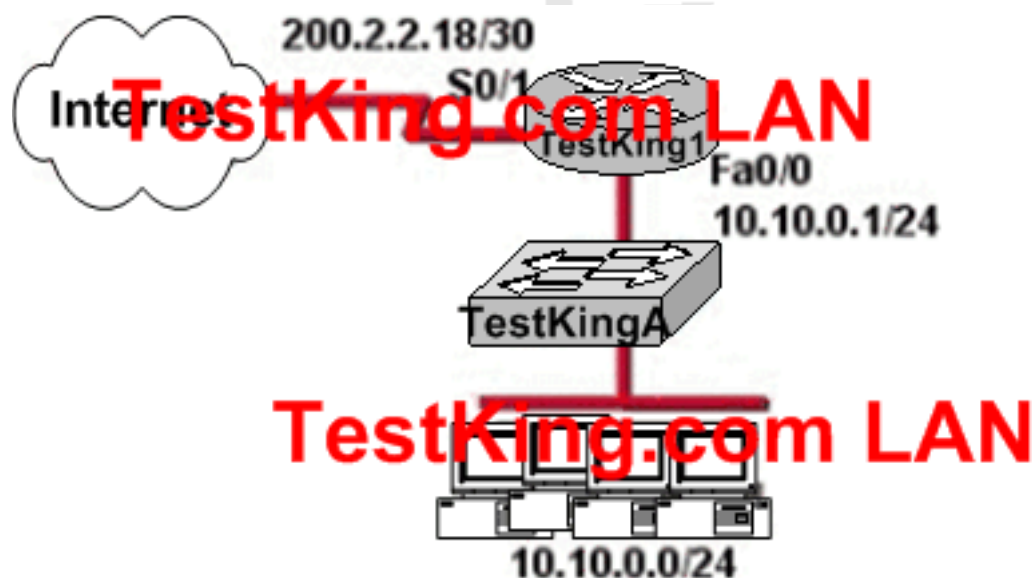 200.2.2.18/30
S0/1
Internet
TestKing.com LAN
TestKing1
Fa0/0
10.10.0.1/24
TestKingA
TestKing.com LAN
10.10.0.0/24